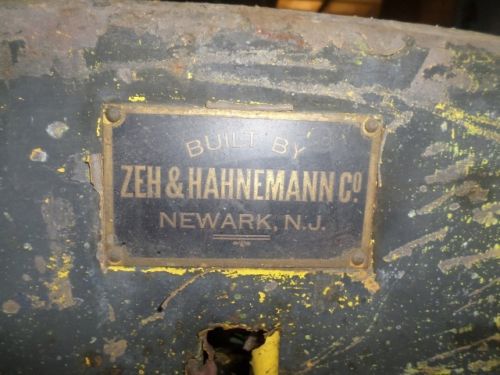 BUILT BY
ZEH & HAHNEMANN CO
NEWARK, N.J.